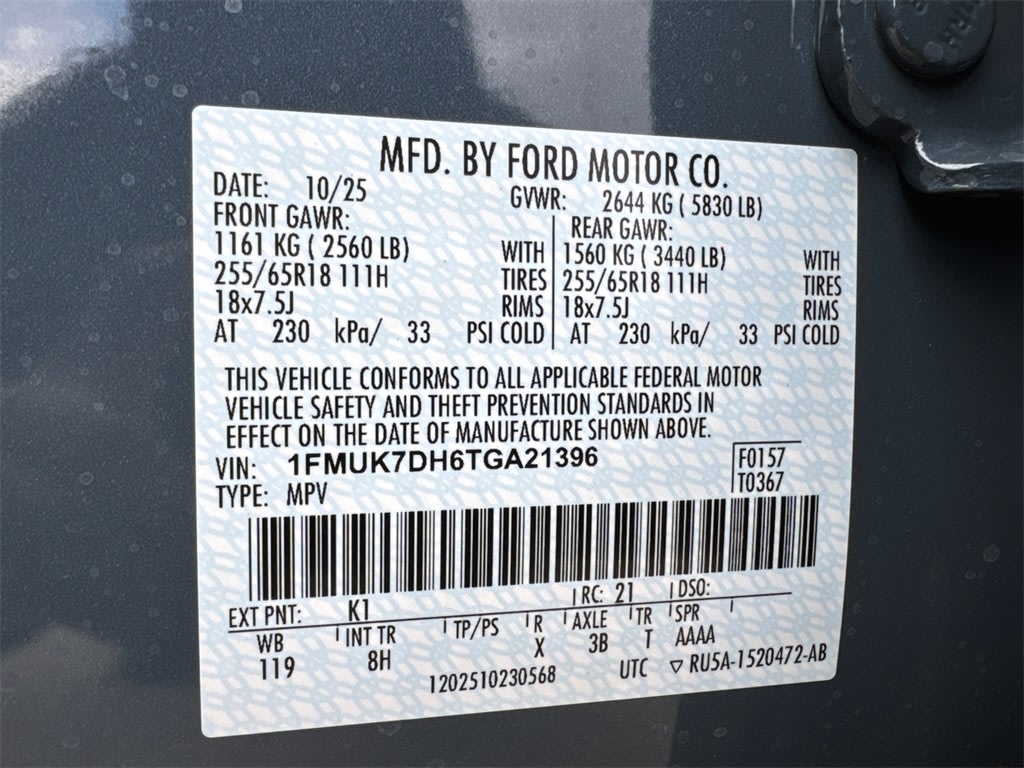 MFD. BY FORD MOTOR CO.
DATE: 10/25 GVWR: 2644 KG ( 5830 LB)
FRONT GAWR: REAR GAWR:
1161 KG ( 2560 LB) WITH 1560 KG ( 3440 LB) WITH
255/65R18 111H TIRES 255/65R18 111H TIRES
18x7.5J RIMS 18x7.5J RIMS
AT 230 kPa/ 33 PSI COLD AT 230 kPa/ 33 PSI COLD
THIS VEHICLE CONFORMS TO ALL APPLICABLE FEDERAL MOTOR
VEHICLE SAFETY AND THEFT PREVENTION STANDARDS IN
EFFECT ON THE DATE OF MANUFACTURE SHOWN ABOVE.
VIN: 1FMUK7DH6TGA21396 F0157
TYPE: MPV T0367
EXT PNT: K1 RC: 21 DSO:
WB INT TR TP/PS R AXLE TR SPR
119 8H X 3B T AAAA
1202510230568 UTC ▽ RU5A-1520472-AB